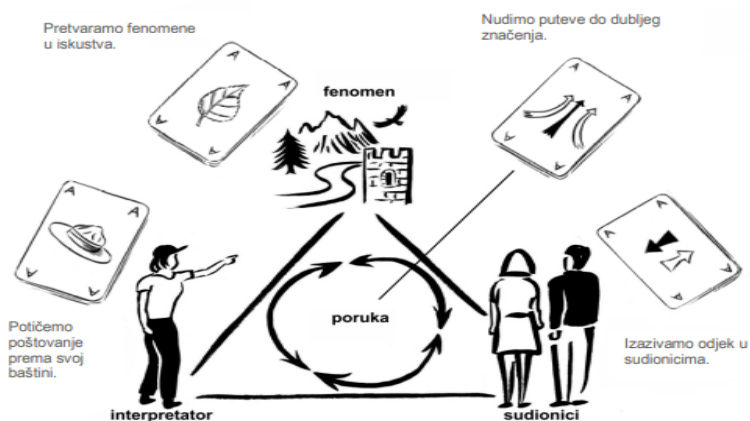 Pretvaramo fenomene
u iskustva.
Nudimo puteve do dubljeg
značenja.
A
A
A
A
fenomen
A
A
A
A
A
A
A
A
A
A
A
A
poruka
Potičemo
poštovanje
prema svoj
baštini.
Izazivamo odjek u
sudionicima.
interpretator
sudionici